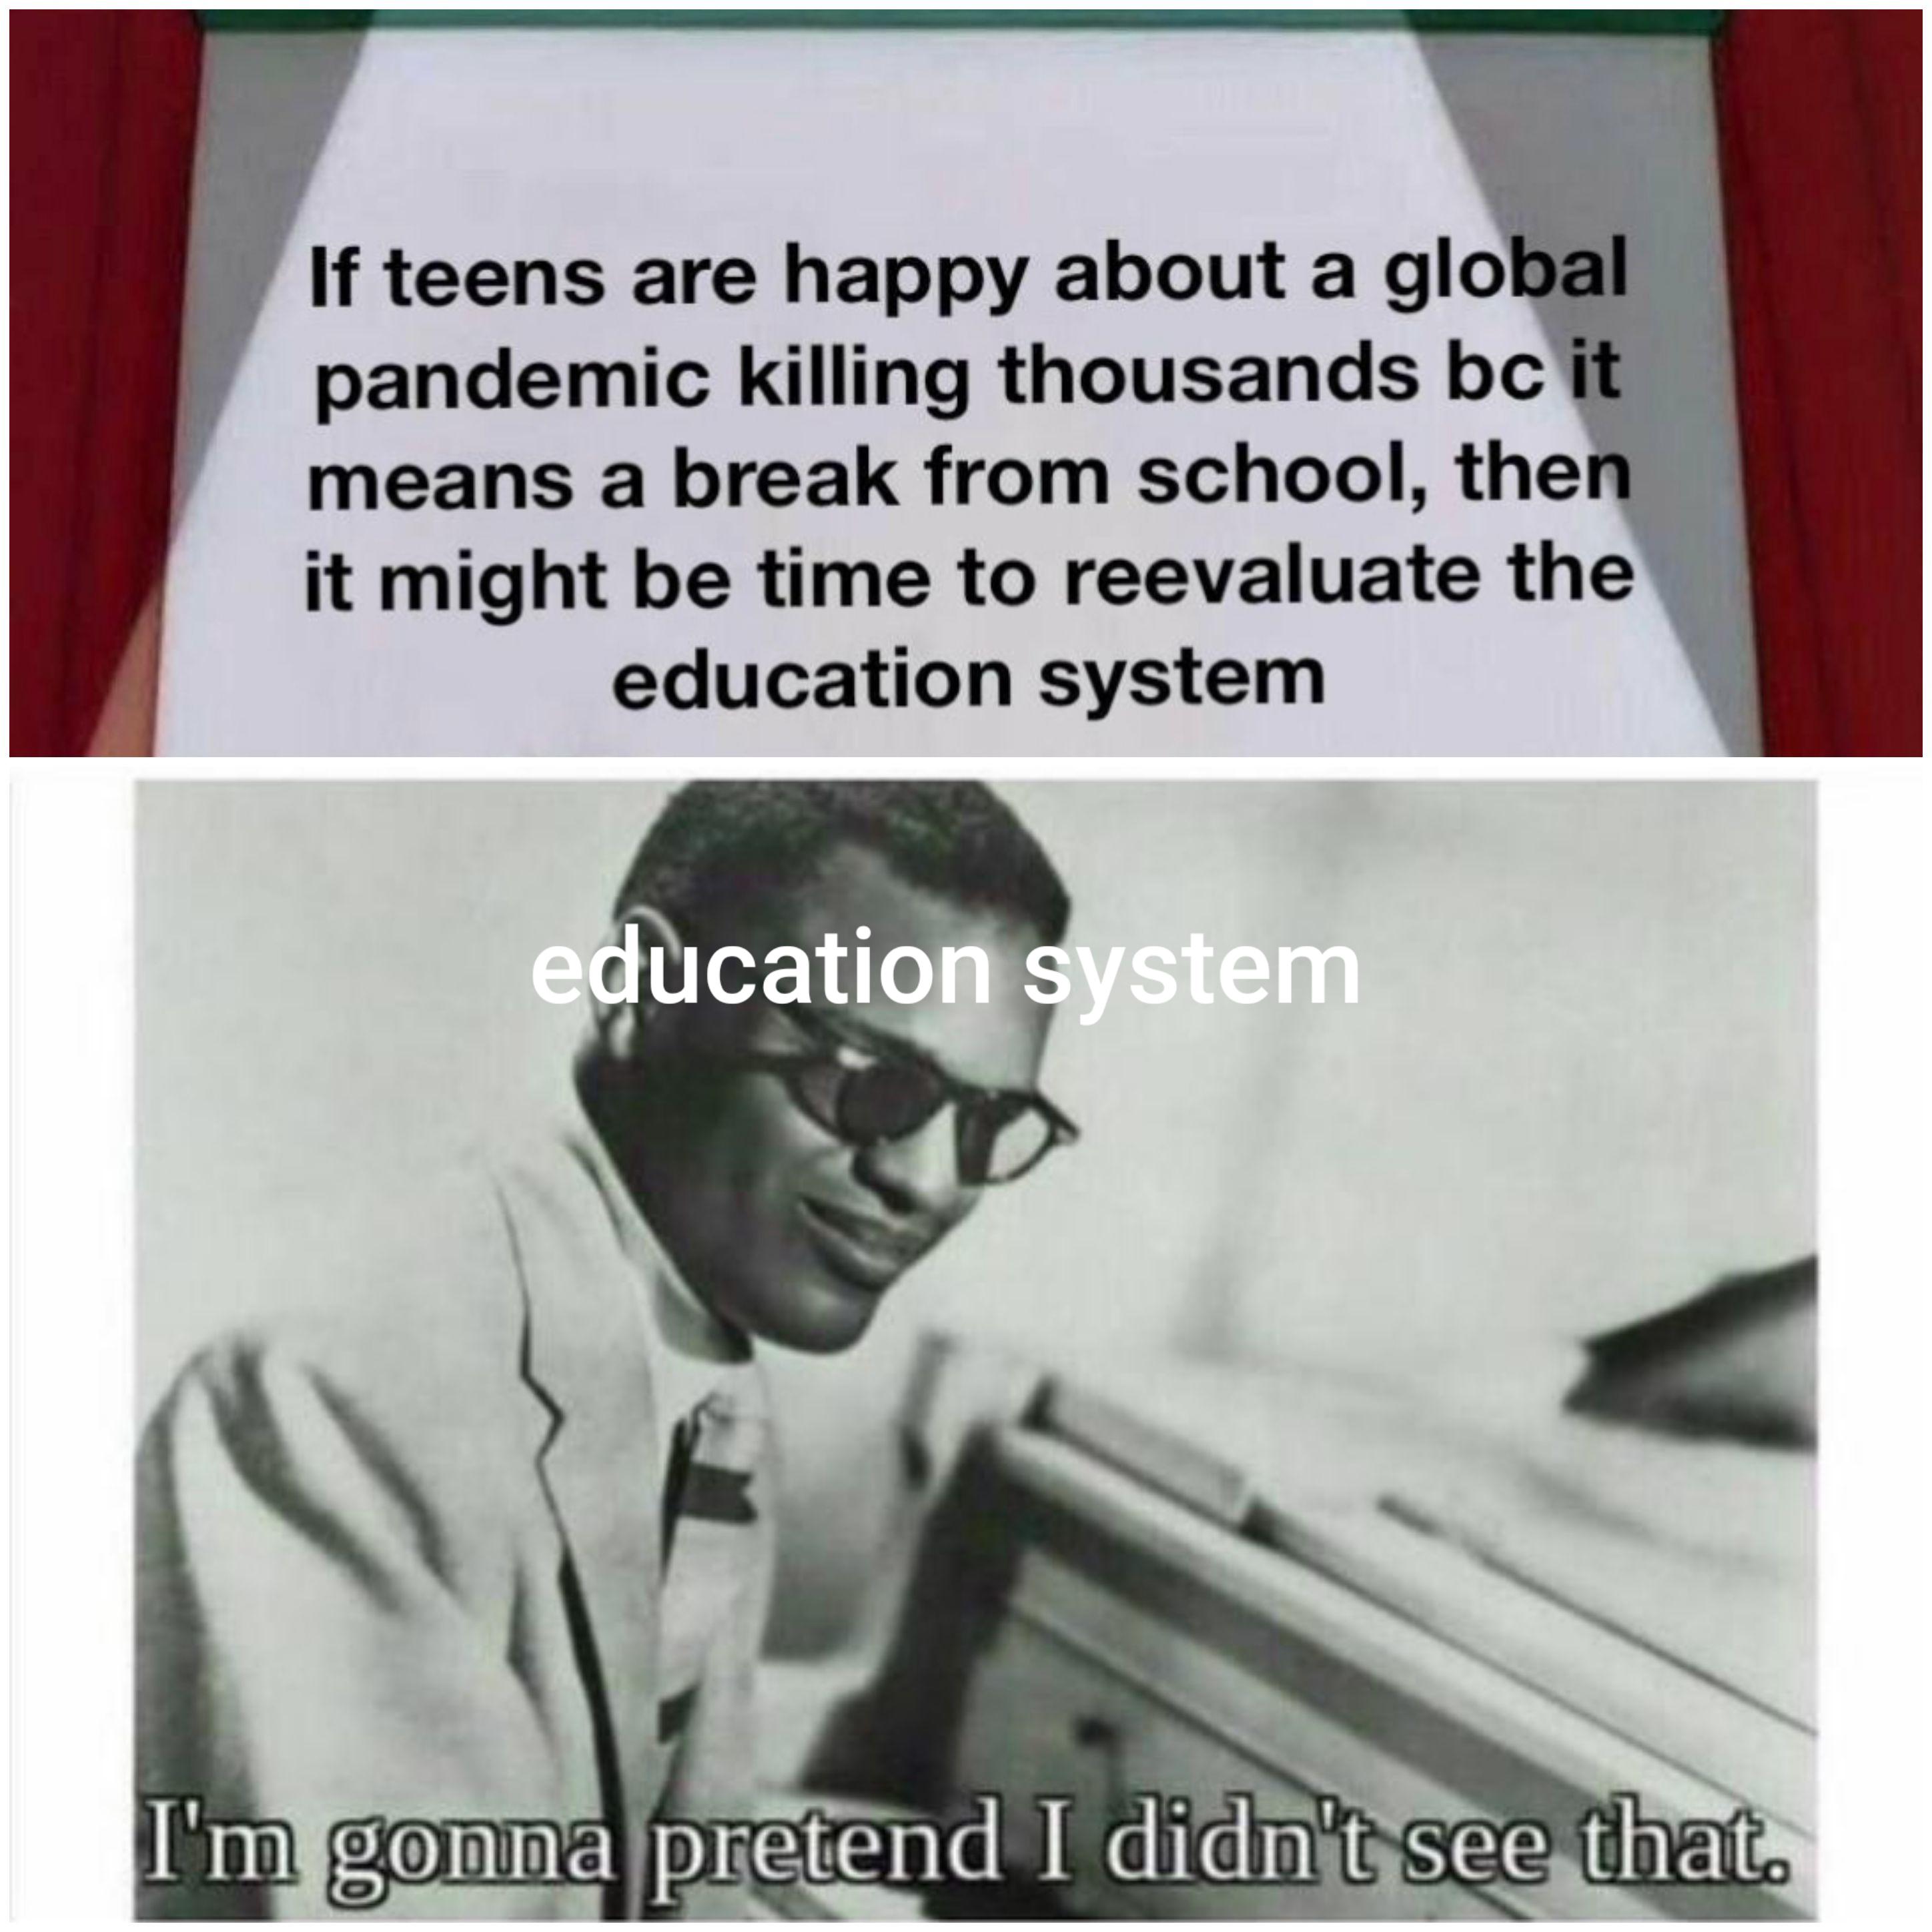 If teens are happy about a global
pandemic killing thousands bc it
means a break from school, then
it might be time to reevaluate the
education system
education system
I'm gonna pretend I didn't see that.